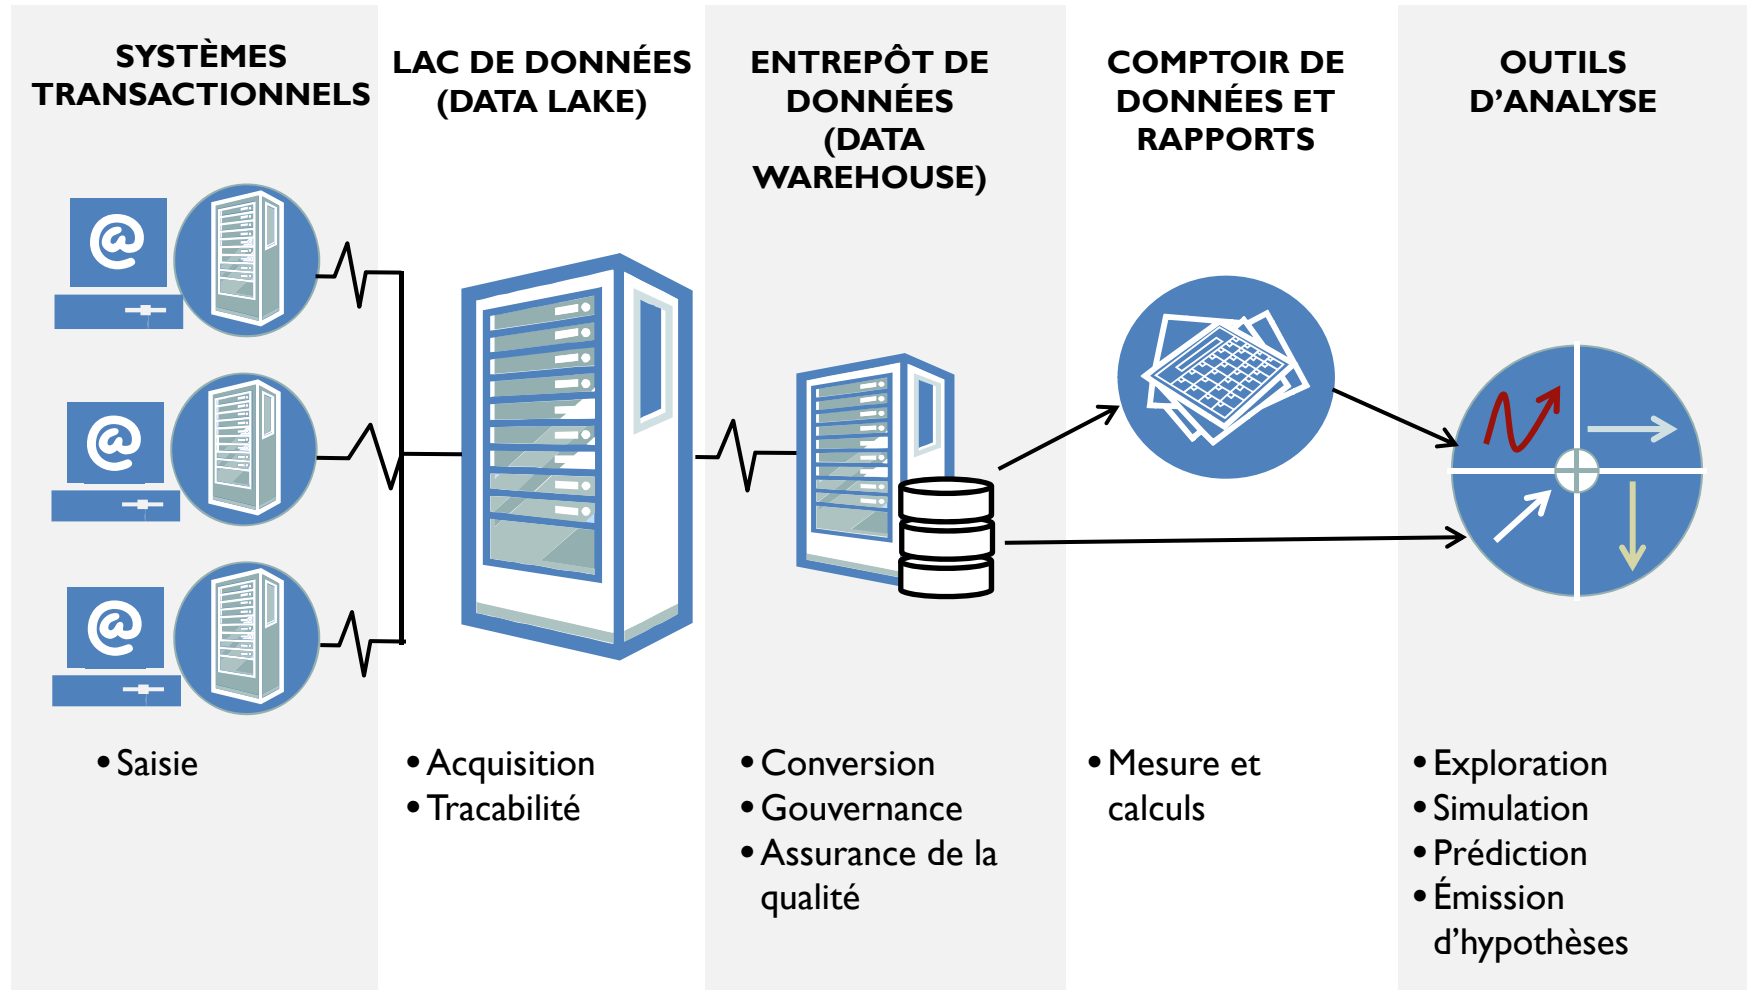 SYSTÈMES
TRANSACTIONNELS
LAC DE DONNÉES
(DATA LAKE)
ENTREPÔT DE
DONNÉES
(DATA
WAREHOUSE)
COMPTOIR DE
DONNÉES ET
RAPPORTS
OUTILS
D’ANALYSE
@
@
@
• Saisie
• Acquisition
• Tracabilité
• Conversion
• Gouvernance
• Assurance de la
qualité
• Mesure et
calculs
• Exploration
• Simulation
• Prédiction
• Émission
d’hypothèses